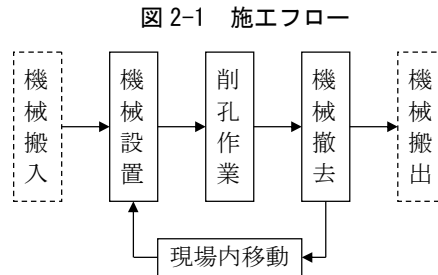 図 2-1　施工フロー
機械搬入
機械設置
削孔作業
機械撤去
機械搬出
現場内移動